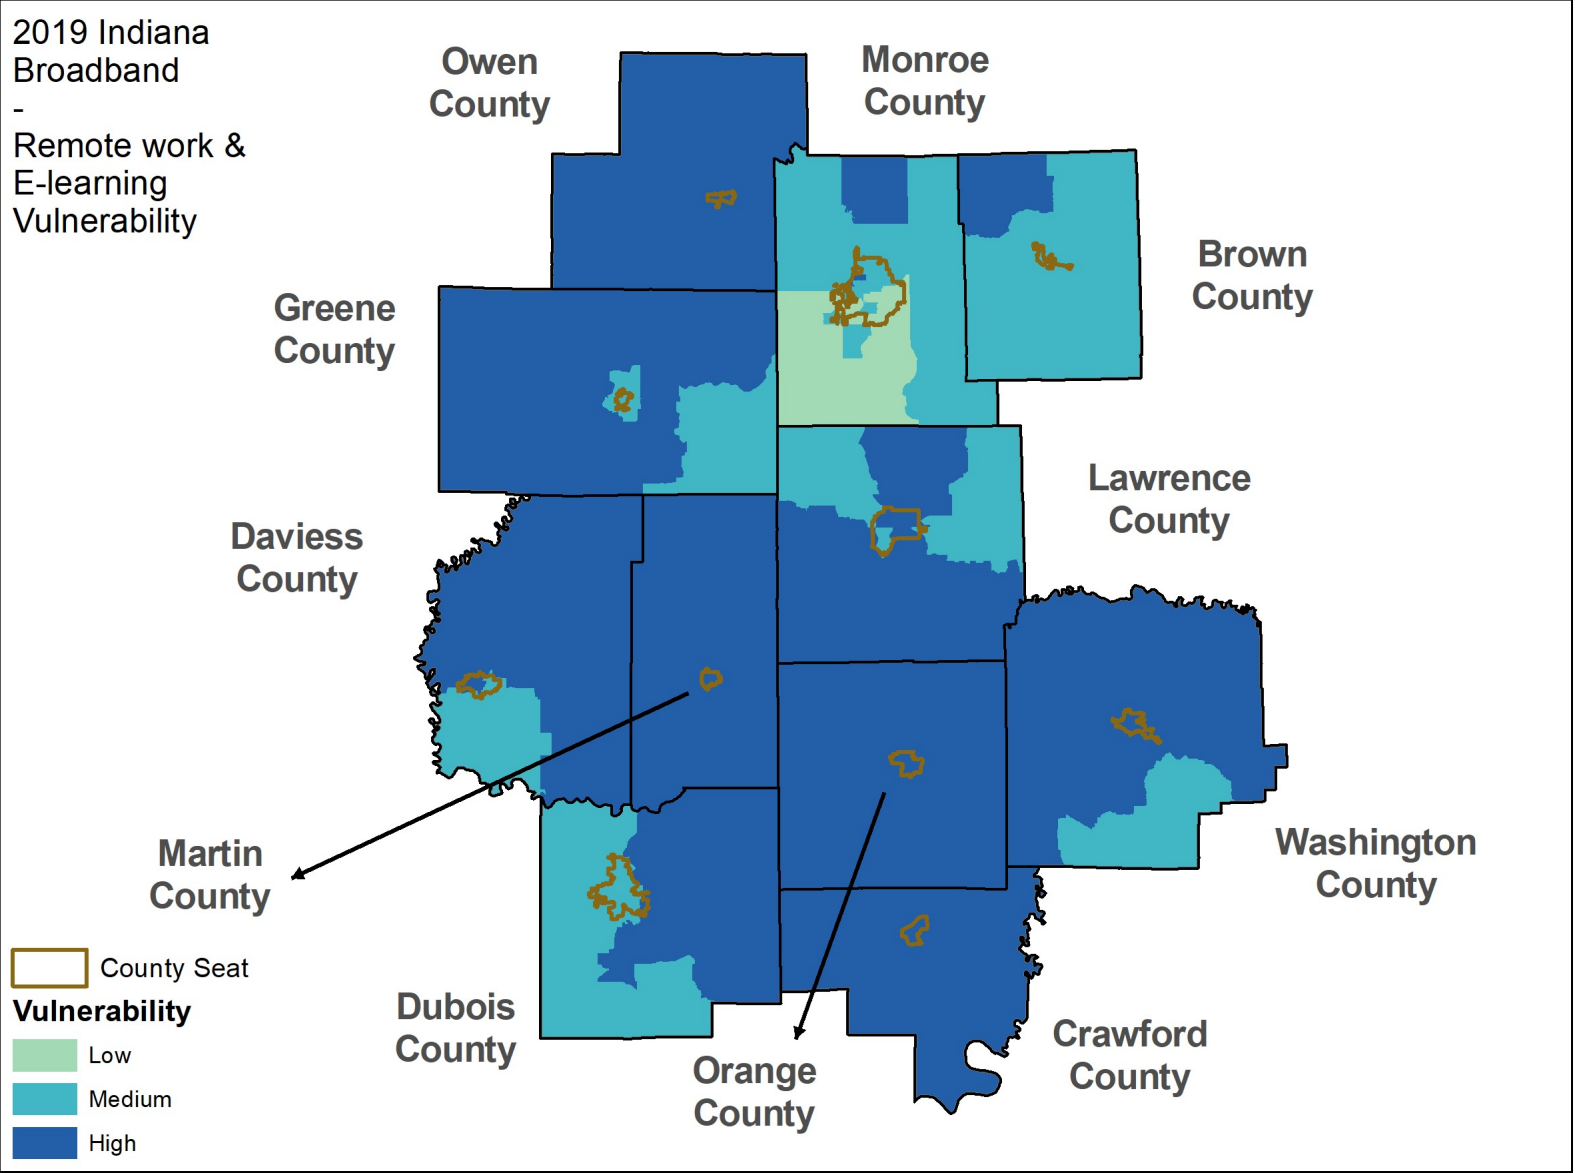 2019 Indiana
Broadband
-
Remote work &
E-learning
Vulnerability
Owen
County
Monroe
County
Brown
County
Greene
County
Lawrence
County
Daviess
County
Martin
County
Washington
County
Dubois
County
Orange
County
Crawford
County
County Seat
Vulnerability
Low
Medium
High